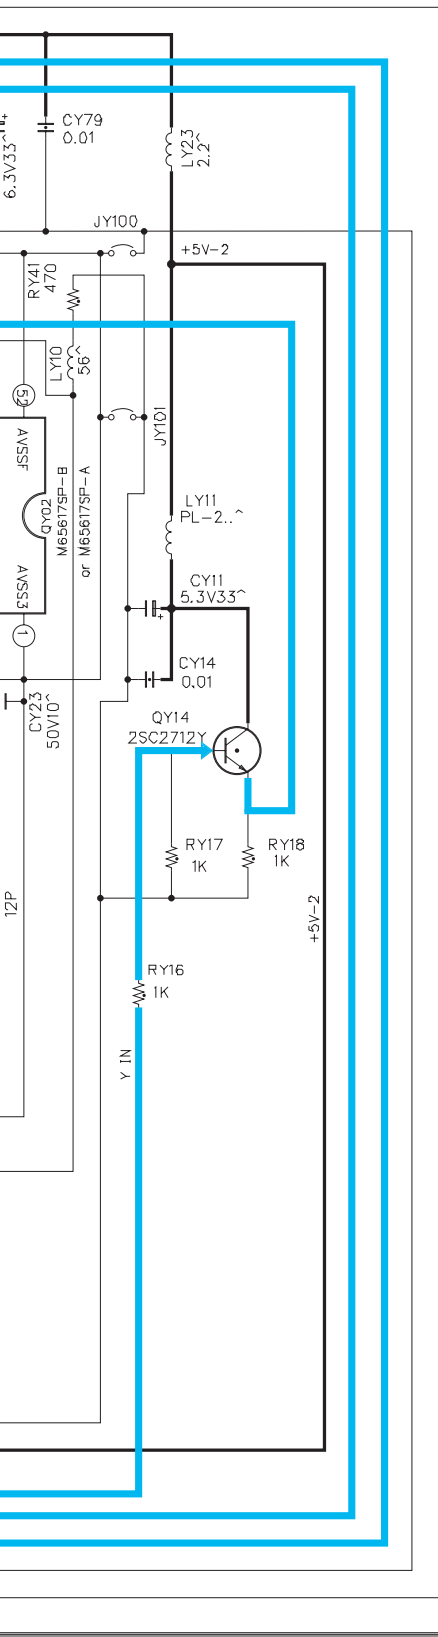 CY79
0.01
6.3V33^
LY23
2.2^
JY100
+5V-2
RY41
470
LY10
56^
52
AVSSF
QY02
M65617SP-B
or M65617SP-A
JY101
LY11
PL-2..^
AVSS3
1
CY11
5.3V33^
CY14
0.01
CY23
50V10^
QY14
2SC2712Y
RY17
1K
RY18
1K
12P
+5V-2
RY16
1K
Y IN